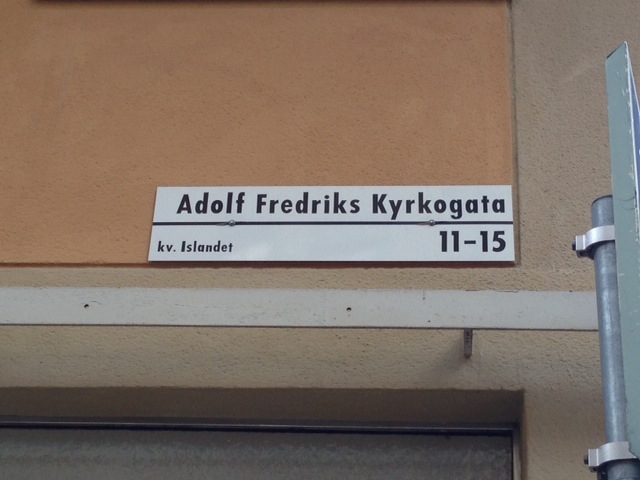 Adolf Fredriks Kyrkogata
kv. Islandet 11–15